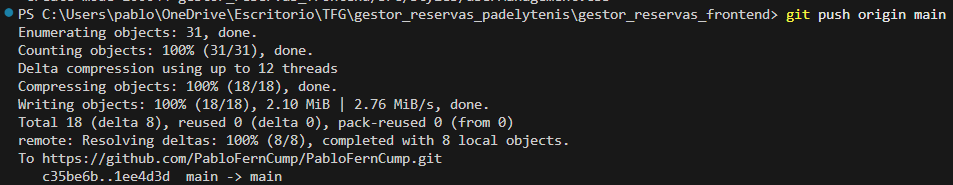 PS C:\Users\pablo\OneDrive\Escritorio\TFG\gestor_reservas_padelytenis\gestor_reservas_frontend> git push origin main
Enumerating objects: 31, done.
Counting objects: 100% (31/31), done.
Delta compression using up to 12 threads
Compressing objects: 100% (18/18), done.
Writing objects: 100% (18/18), 2.10 MiB | 2.76 MiB/s, done.
Total 18 (delta 8), reused 0 (delta 0), pack-reused 0 (from 0)
remote: Resolving deltas: 100% (8/8), completed with 8 local objects.
To https://github.com/PabloFernCump/PabloFernCump.git
   c35be6b..1ee4d3d  main -> main